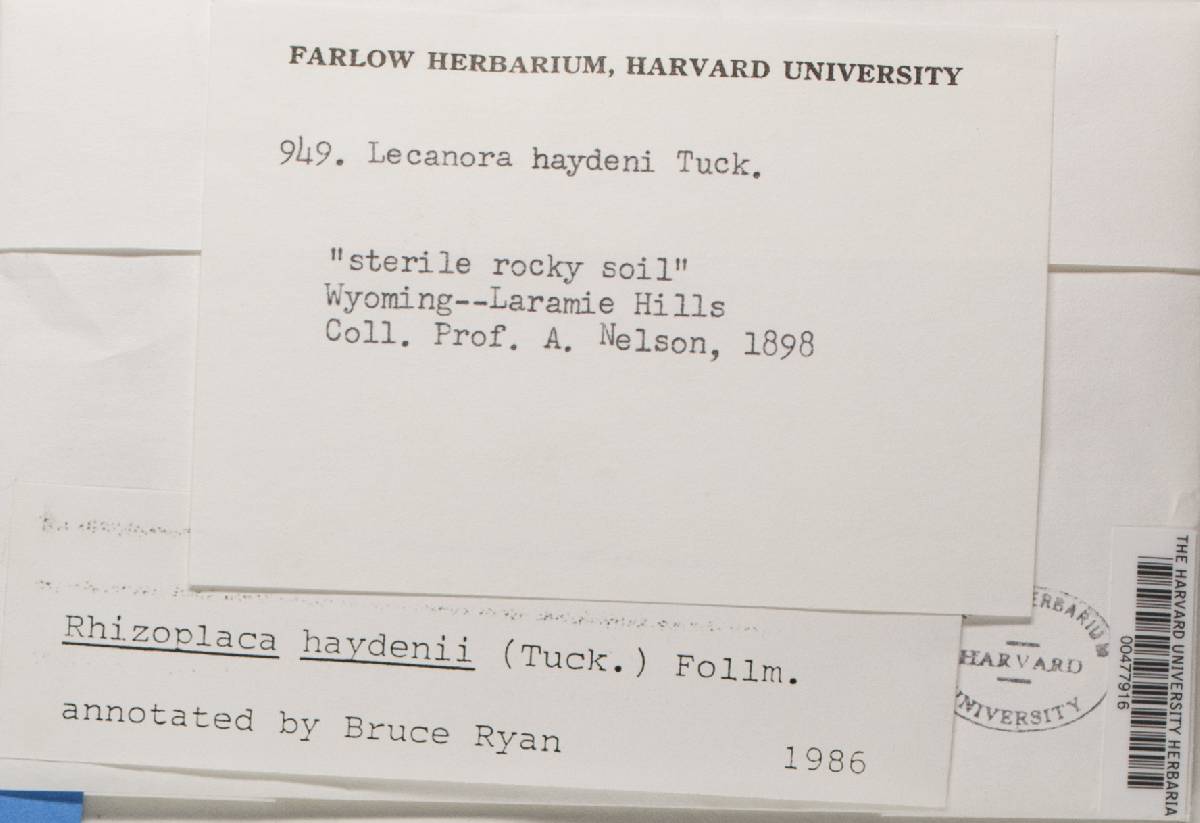 FARLOW HERBARIUM, HARVARD UNIVERSITY
949. Lecanora haydeni Tuck.
"sterile rocky soil"
Wyoming--Laramie Hills
Coll. Prof. A. Nelson, 1898
Rhizoplaca haydenii (Tuck.) Follm.
annotated by Bruce Ryan 1986
HARVARD
UNIVERSITY
THE HARVARD UNIVERSITY HERBARIA
00477916